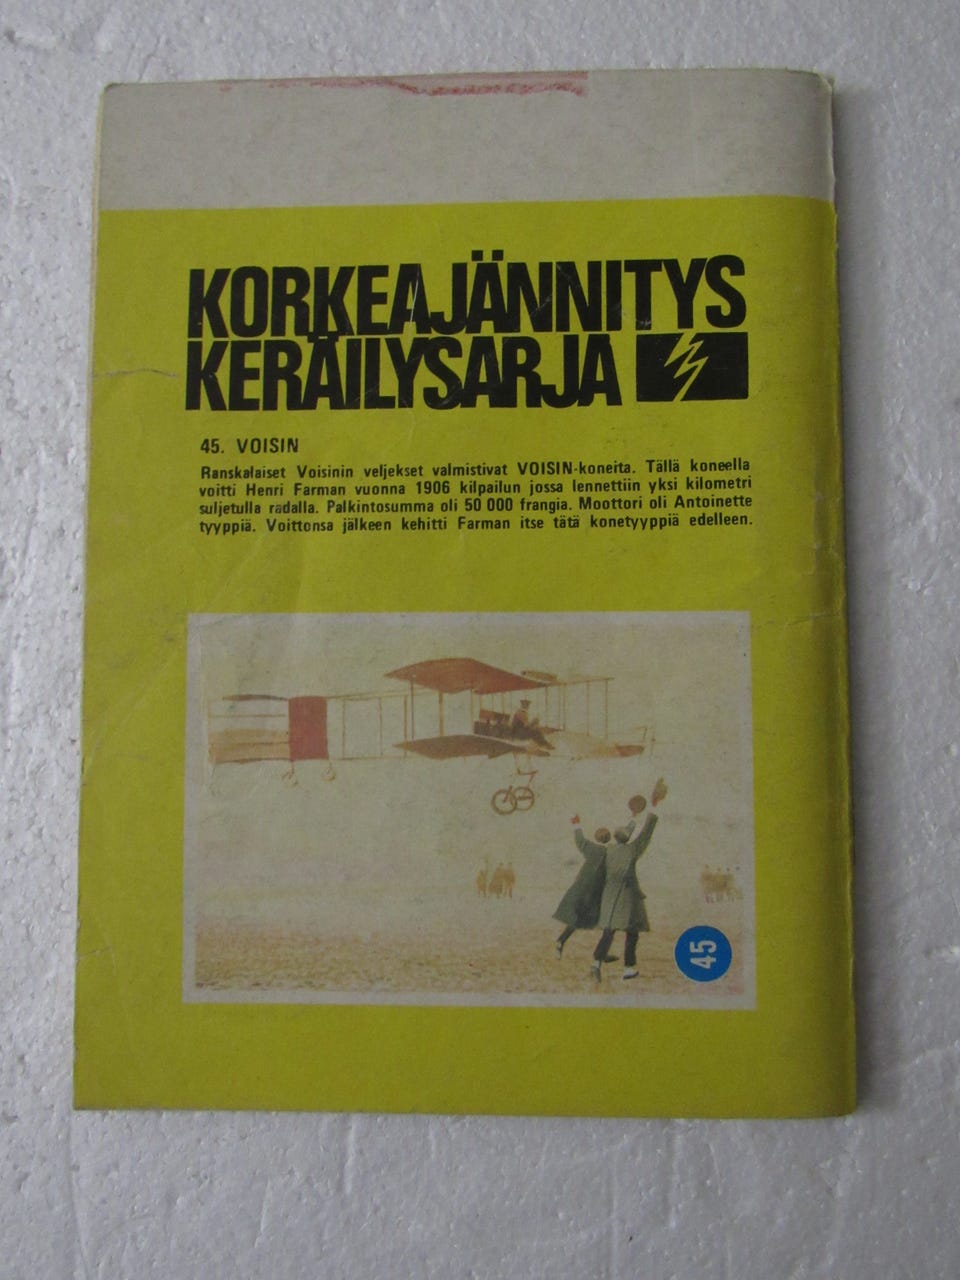 KORKEAJÄNNITYS
KERÄILYSARJA
45. VOISIN
Ranskalaiset Voisinin veljekset valmistivat VOISIN-koneita. Tällä koneella
voitti Henri Farman vuonna 1906 kilpailun jossa lennettiin yksi kilometri
suljetulla radalla. Palkintosumma oli 50 000 frangia. Moottori oli Antoinette
tyyppiä. Voittonsa jälkeen kehitti Farman itse tätä konetyyppiä edelleen.
45